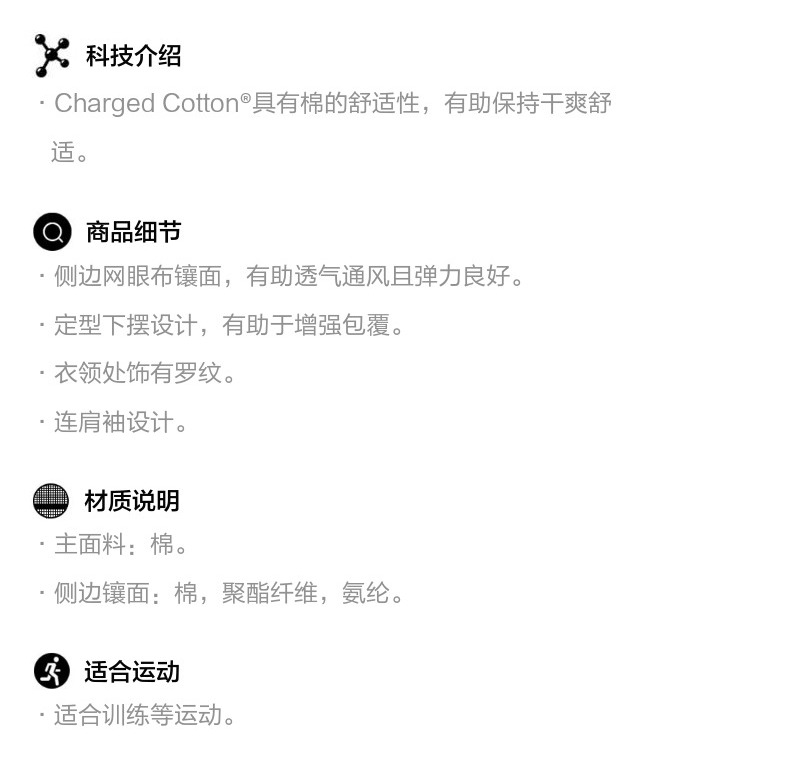 科技介绍
· Charged Cotton®具有棉的舒适性，有助保持干爽舒
适。
商品细节
· 侧边网眼布镶面，有助透气通风且弹力良好。
· 定型下摆设计，有助于增强包覆。
· 衣领处饰有罗纹。
· 连肩袖设计。
材质说明
· 主面料：棉。
· 侧边镶面：棉，聚酯纤维，氨纶。
适合运动
· 适合训练等运动。